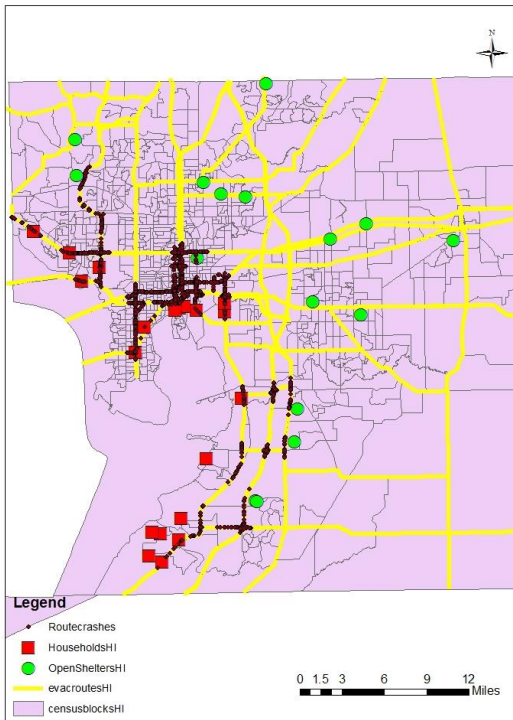 N
Legend
Routecrashes
HouseholdsHI
OpenSheltersHI
evacroutesHI
censusblocksHI
0 1.5 3 6 9 12
Miles